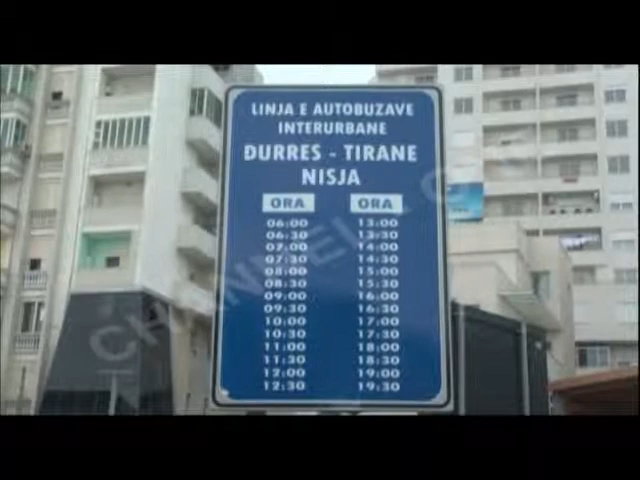 LINJA E AUTOBUZAVE
INTERURBANE
DURRES - TIRANE
NISJA
ORA ORA
06:00 13:00
06:30 13:30
07:00 14:00
07:30 14:30
08:00 15:00
08:30 15:30
09:00 16:00
09:30 16:30
10:00 17:00
10:30 17:30
11:00 18:00
11:30 18:30
12:00 19:00
12:30 19:30